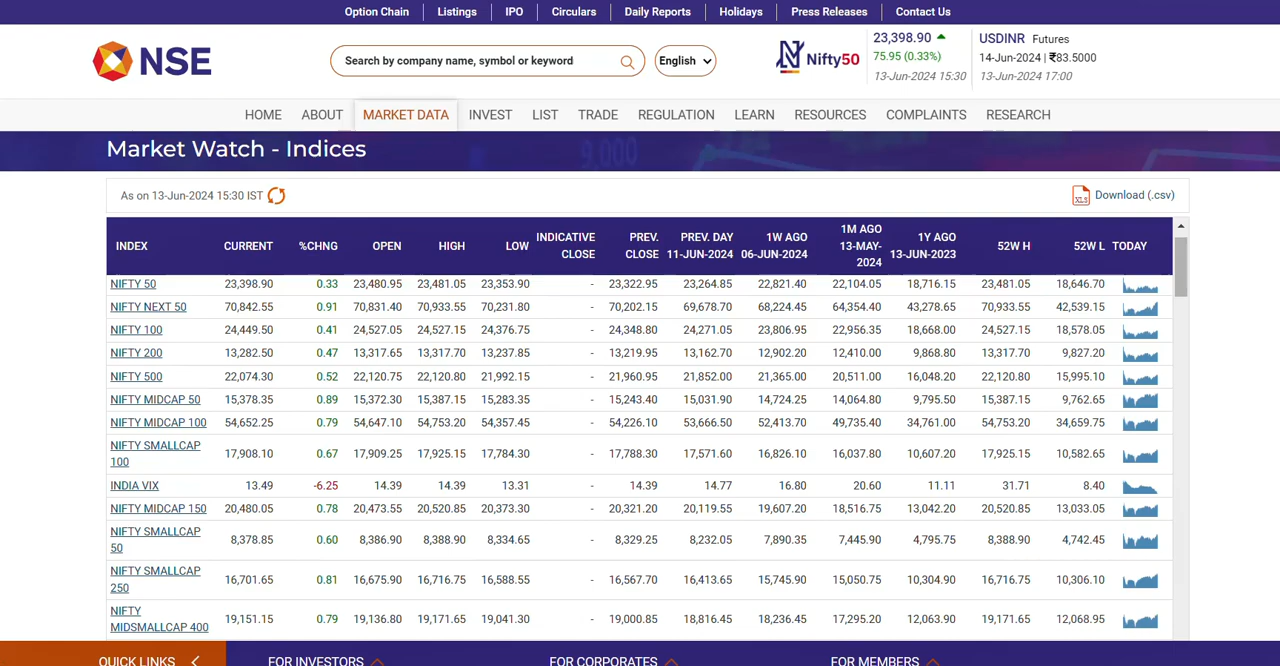 Option Chain Listings IPO Circulars Daily Reports Holidays Press Releases Contact Us
NSE
Search by company name, symbol or keyword
English
Nifty50
23,398.90
75.95 (0.33%)
13-Jun-2024 15:30
USDINR Futures
14-Jun-2024 | ₹83.5000
13-Jun-2024 17:00
HOME ABOUT MARKET DATA INVEST LIST TRADE REGULATION LEARN RESOURCES COMPLAINTS RESEARCH
Market Watch - Indices
9,000
As on 13-Jun-2024 15:30 IST
XLS Download (.csv)
INDEX CURRENT %CHNG OPEN HIGH LOW INDICATIVE CLOSE PREV. CLOSE PREV. DAY 11-JUN-2024 1W AGO 06-JUN-2024 1M AGO 13-MAY-2024 1Y AGO 13-JUN-2023 52W H 52W L TODAY
NIFTY 50 23,398.90 0.33 23,480.95 23,481.05 23,353.90 - 23,322.95 23,264.85 22,821.40 22,104.05 18,716.15 23,481.05 18,646.70
NIFTY NEXT 50 70,842.55 0.91 70,831.40 70,933.55 70,231.80 - 70,202.15 69,678.70 68,224.45 64,354.40 43,278.65 70,933.55 42,539.15
NIFTY 100 24,449.50 0.41 24,527.05 24,527.15 24,376.75 - 24,348.80 24,271.05 23,806.95 22,956.35 18,668.00 24,527.15 18,578.05
NIFTY 200 13,282.50 0.47 13,317.65 13,317.70 13,237.85 - 13,219.95 13,162.70 12,902.20 12,410.00 9,868.80 13,317.70 9,827.20
NIFTY 500 22,074.30 0.52 22,120.75 22,120.80 21,992.15 - 21,960.95 21,852.00 21,365.00 20,511.00 16,048.20 22,120.80 15,995.10
NIFTY MIDCAP 50 15,378.35 0.89 15,372.30 15,387.15 15,283.35 - 15,243.40 15,031.90 14,724.25 14,064.80 9,795.50 15,387.15 9,762.65
NIFTY MIDCAP 100 54,652.25 0.79 54,647.10 54,753.20 54,357.45 - 54,226.10 53,666.50 52,413.70 49,735.40 34,761.00 54,753.20 34,659.75
NIFTY SMALLCAP 100 17,908.10 0.67 17,909.25 17,925.15 17,784.30 - 17,788.30 17,571.60 16,826.10 16,037.80 10,607.20 17,925.15 10,582.65
INDIA VIX 13.49 -6.25 14.39 14.39 13.31 - 14.39 14.77 16.80 20.60 11.11 31.71 8.40
NIFTY MIDCAP 150 20,480.05 0.78 20,473.55 20,520.85 20,373.30 - 20,321.20 20,119.55 19,607.20 18,516.75 13,042.20 20,520.85 13,033.05
NIFTY SMALLCAP 50 8,378.85 0.60 8,386.90 8,388.90 8,334.65 - 8,329.25 8,232.05 7,890.35 7,445.90 4,795.75 8,388.90 4,742.45
NIFTY SMALLCAP 250 16,701.65 0.81 16,675.90 16,716.75 16,588.55 - 16,567.70 16,413.65 15,745.90 15,050.75 10,304.90 16,716.75 10,306.10
NIFTY MIDSMALLCAP 400 19,151.15 0.79 19,136.80 19,171.65 19,041.30 - 19,000.85 18,816.45 18,236.45 17,295.20 12,063.90 19,171.65 12,068.95
QUICK LINKS FOR INVESTORS FOR CORPORATES FOR MEMBERS